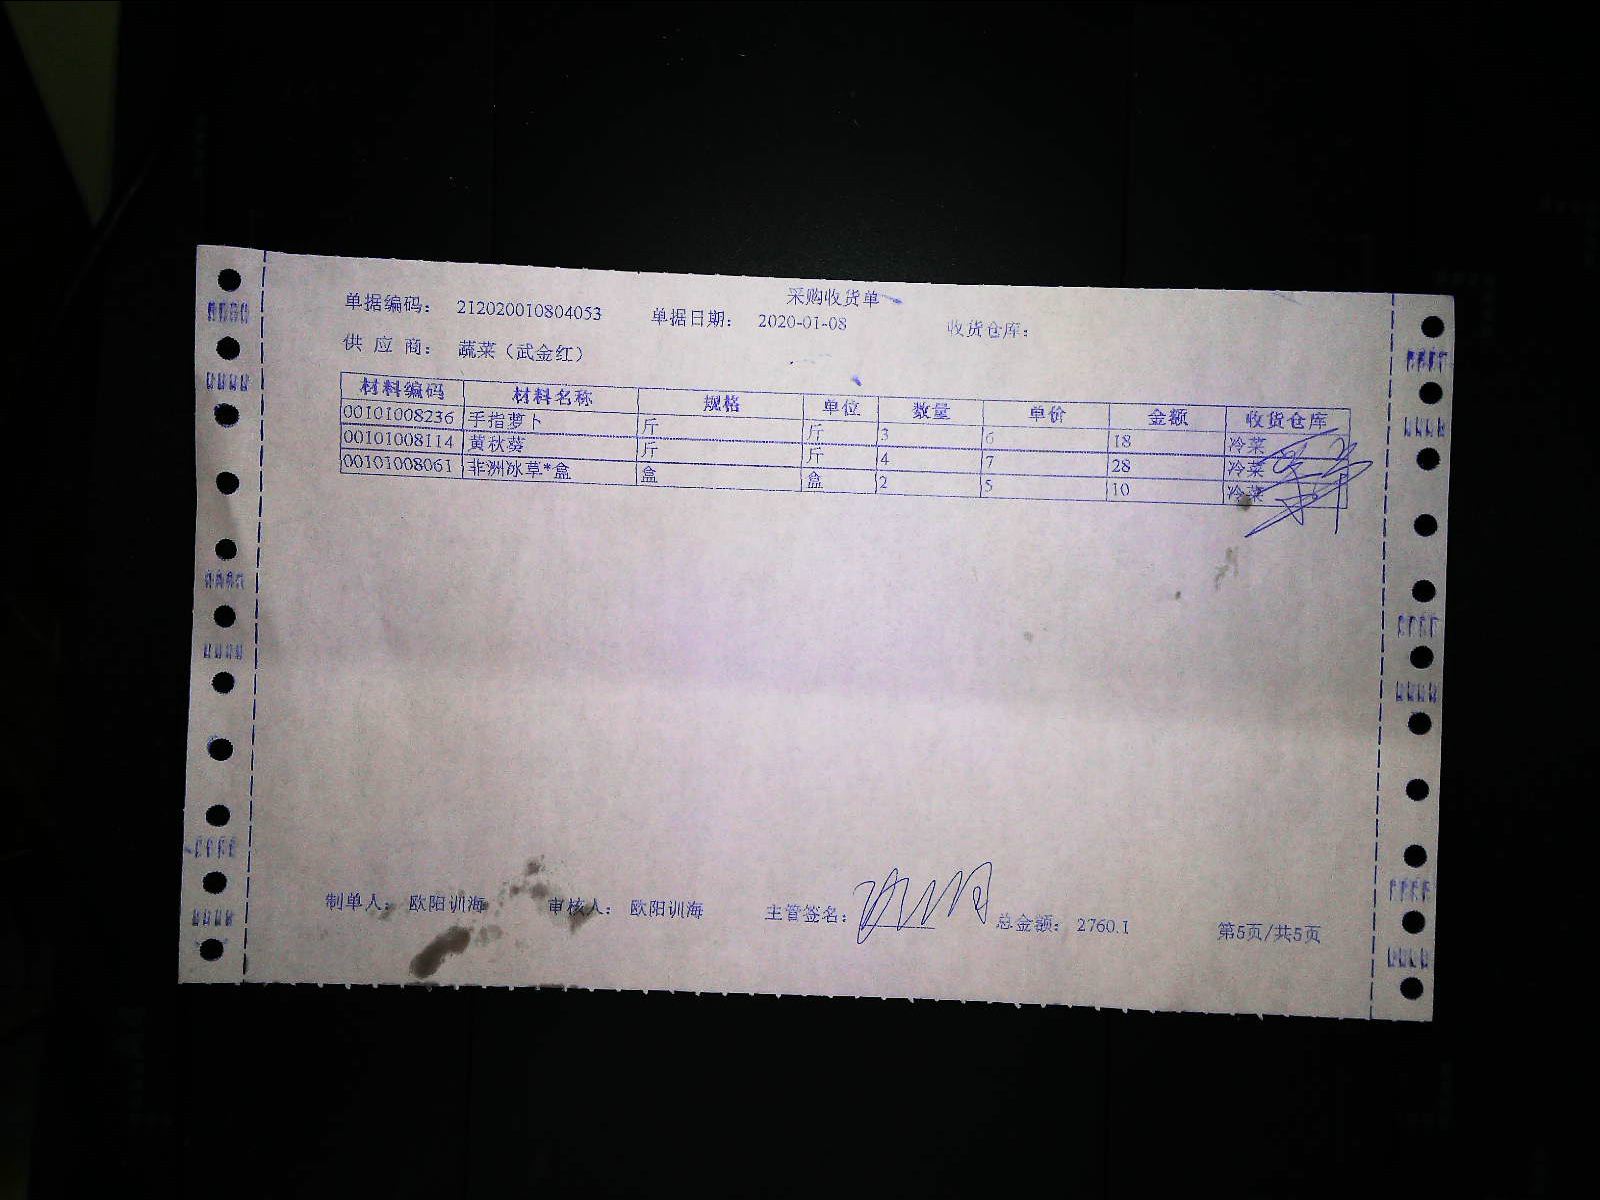 采购收货单
单据编码： 212020010804053 单据日期： 2020-01-08 收货仓库：
供 应 商： 蔬菜（武金红）
材料编码 材料名称 规格 单位 数量 单价 金额 收货仓库
00101008236 手指萝卜 斤 斤 3 6 18 冷菜
00101008114 黄秋葵 斤 斤 4 7 28 冷菜
00101008061 非洲冰草*盒 盒 盒 2 5 10 冷菜
制单人： 欧阳训海 审核人： 欧阳训海 主管签名： 总金额： 2760.1 第5页/共5页